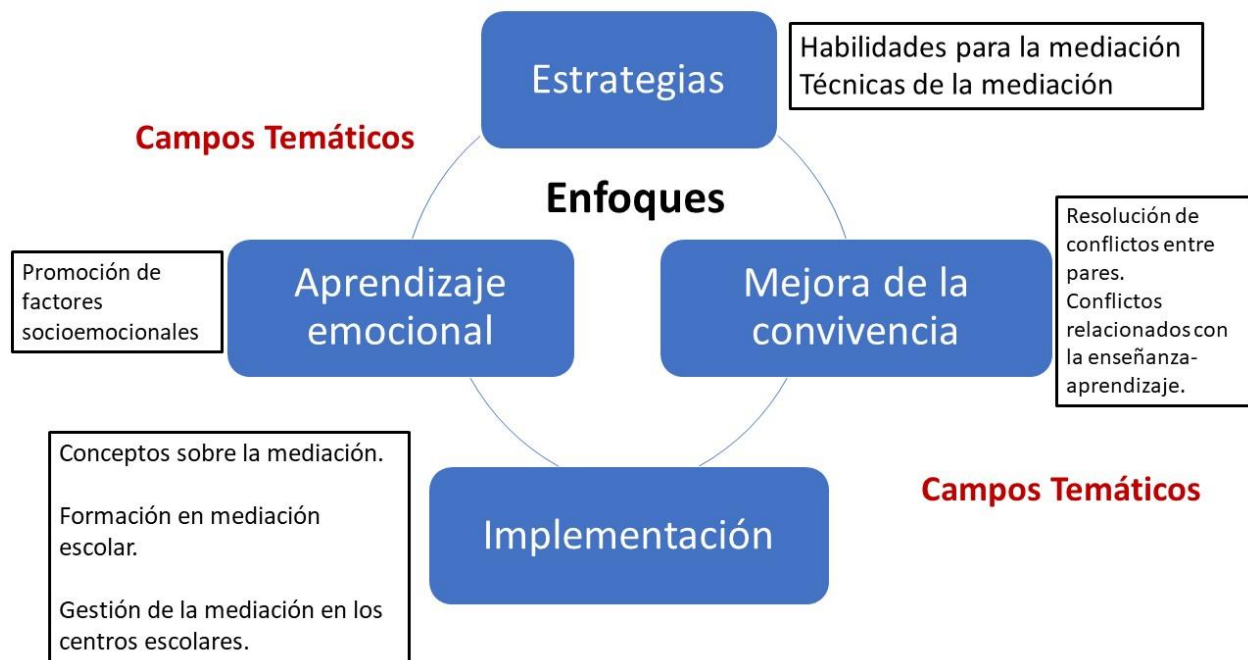 Estrategias
Habilidades para la mediación
Técnicas de la mediación
Campos Temáticos
Enfoques
Promoción de
factores
socioemocionales
Aprendizaje
emocional
Mejora de la
convivencia
Resolución de
conflictos entre
pares.
Conflictos
relacionados con
la enseñanza-
aprendizaje.
Conceptos sobre la mediación.
Formación en mediación
escolar.
Gestión de la mediación en los
centros escolares.
Implementación
Campos Temáticos